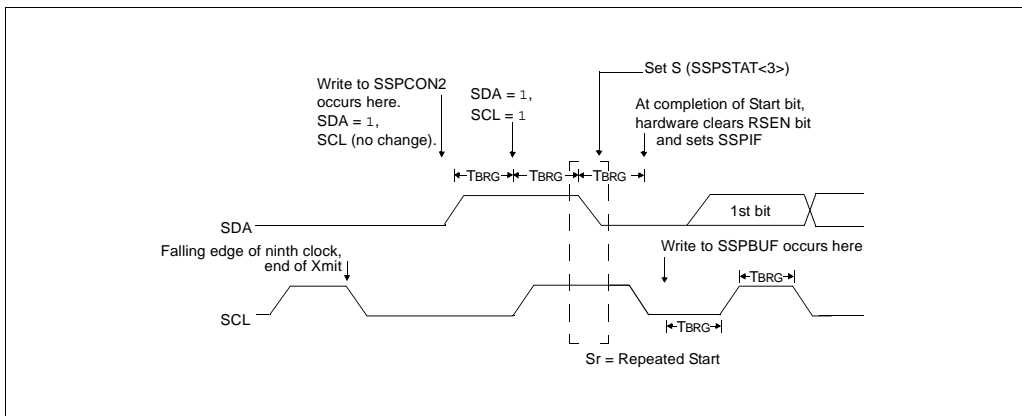 Set S (SSPSTAT<3>)
Write to SSPCON2
occurs here.
SDA = 1,
SCL (no change).
SDA = 1,
SCL = 1
At completion of Start bit,
hardware clears RSEN bit
and sets SSPIF
TBRG
TBRG
TBRG
SDA
1st bit
Falling edge of ninth clock,
end of Xmit
Write to SSPBUF occurs here
TBRG
SCL
TBRG
Sr = Repeated Start